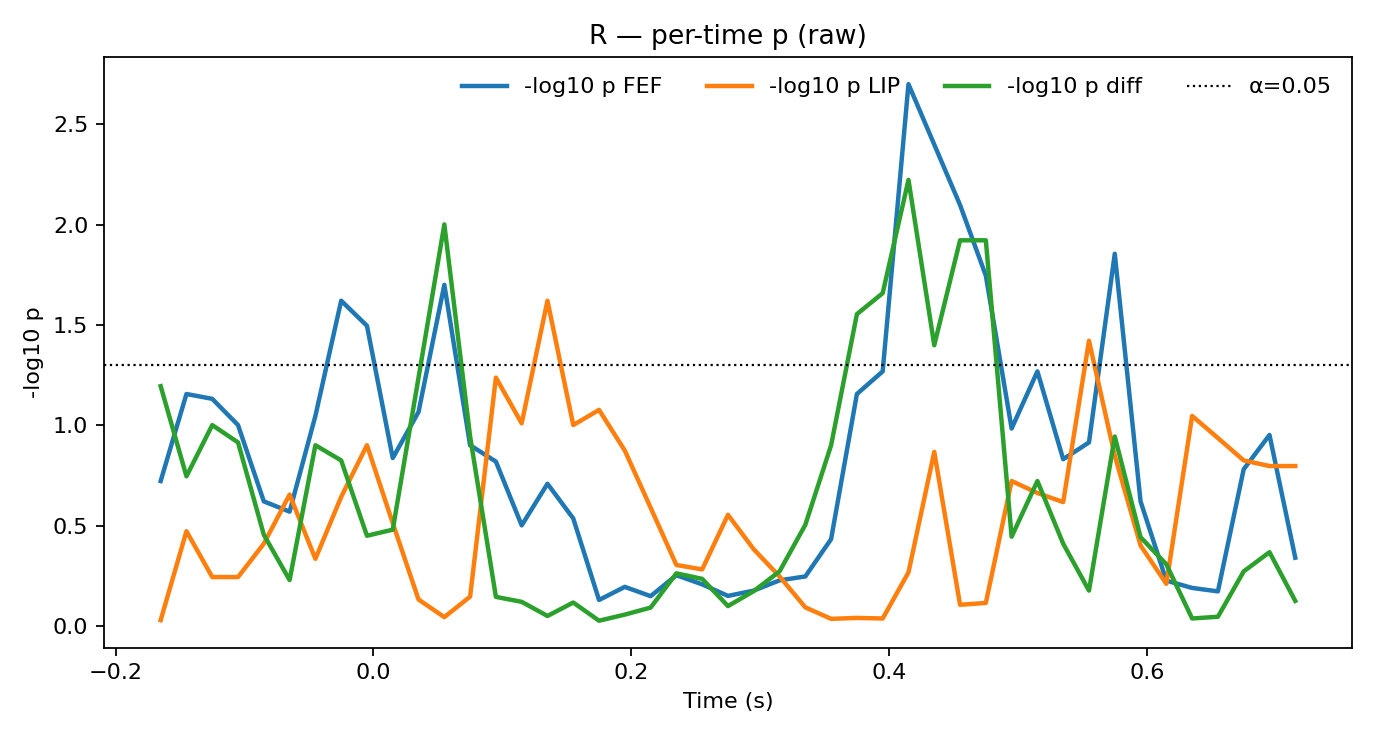 R — per-time p (raw)
-log10 p FEF -log10 p LIP -log10 p diff α=0.05
-log10 p
2.5
2.0
1.5
1.0
0.5
0.0
−0.2 0.0 0.2 0.4 0.6
Time (s)